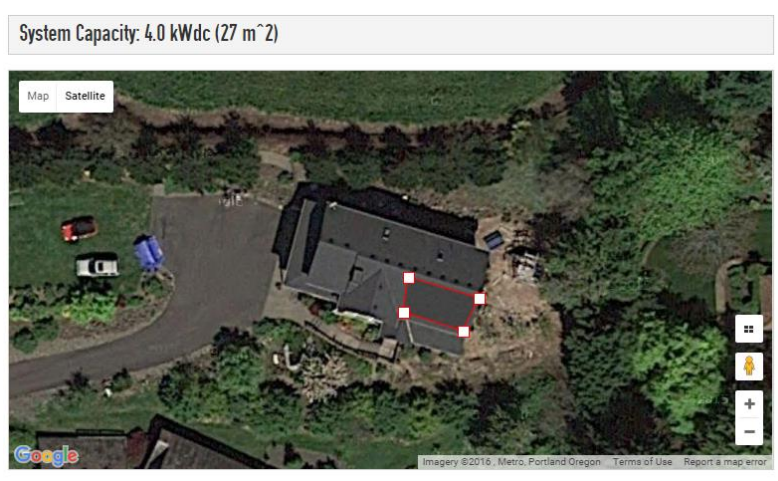 System Capacity: 4.0 kWdc (27 m^2)
Map Satellite
+
−
Google
Imagery ©2016 , Metro, Portland Oregon Terms of Use Report a map error